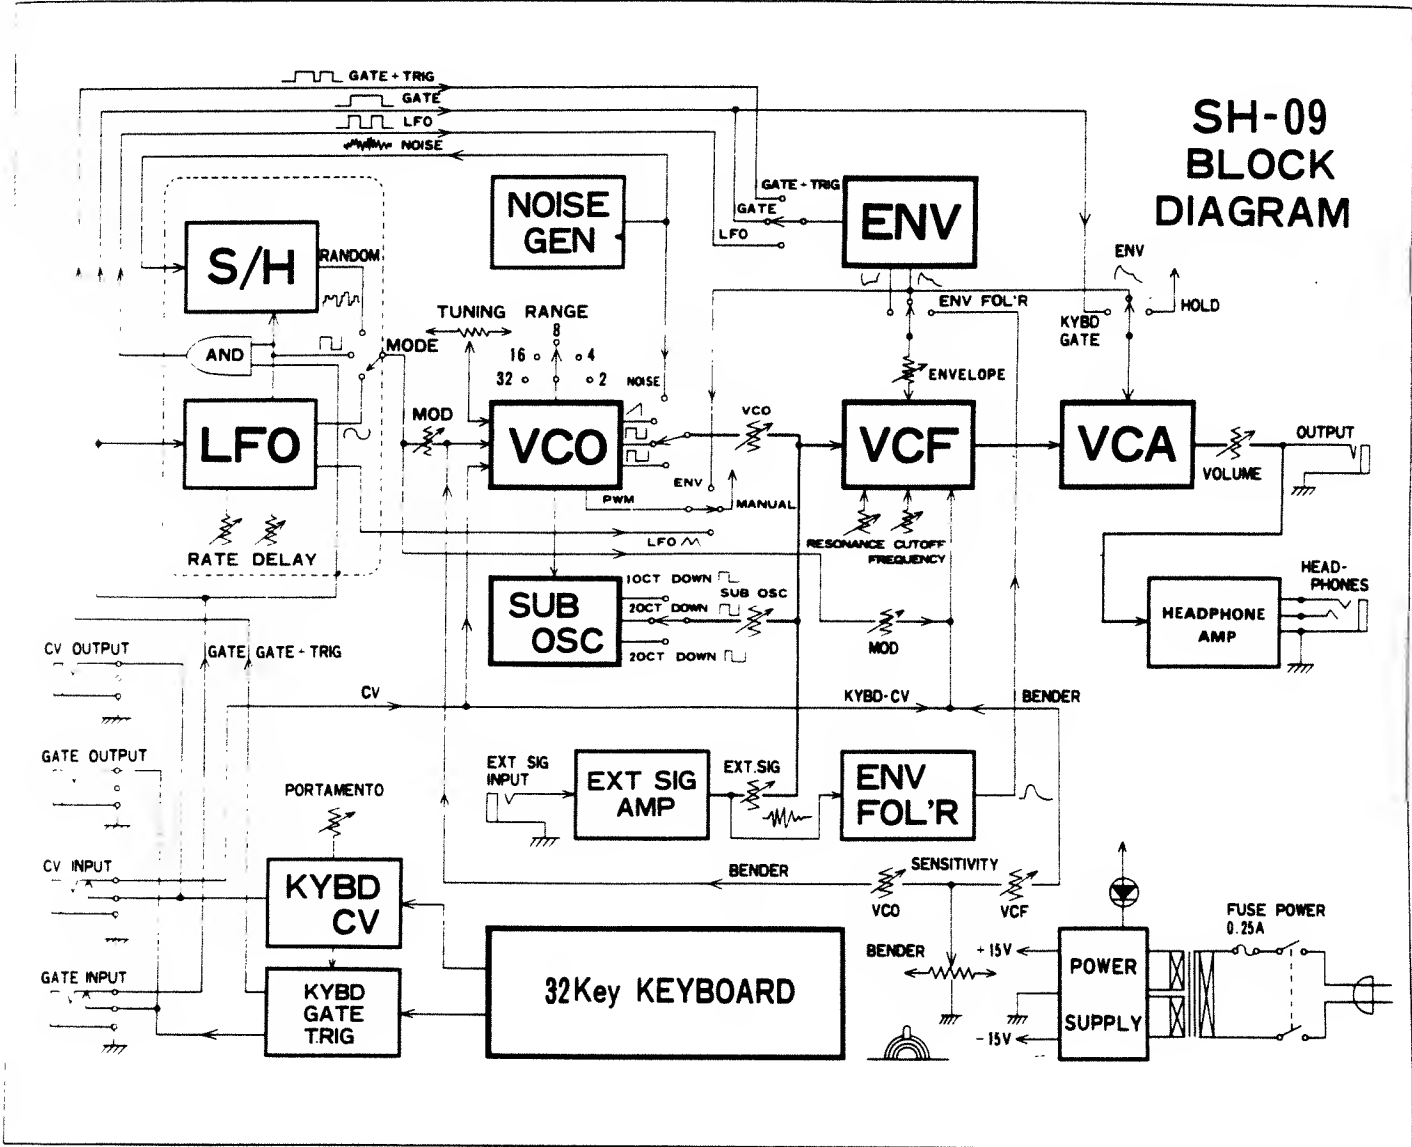 SH-09
BLOCK
DIAGRAM
GATE+TRIG
GATE
LFO
NOISE
NOISE
GEN
GATE+TRIG
GATE
LFO
ENV
S/H
RANDOM
ENV
HOLD
KYBD
GATE
ENV FOL'R
ENVELOPE
TUNING RANGE
8
16 4
32 2
NOISE
AND
MODE
MOD
LFO
VCO
VCO
VCF
VCA
OUTPUT
VOLUME
ENV
PWM
MANUAL
LFO
RATE DELAY
RESONANCE CUTOFF
FREQUENCY
SUB
OSC
1OCT DOWN
2OCT DOWN
2OCT DOWN
SUB OSC
MOD
HEADPHONE
AMP
HEAD-
PHONES
CV OUTPUT
GATE GATE-TRIG
CV
KYBD-CV
BENDER
GATE OUTPUT
PORTAMENTO
EXT SIG
INPUT
EXT SIG
AMP
EXT.SIG
ENV
FOL'R
CV INPUT
KYBD
CV
BENDER
SENSITIVITY
VCO
VCF
GATE INPUT
KYBD
GATE
T.RIG
32Key KEYBOARD
BENDER
+15V
-15V
POWER
SUPPLY
FUSE POWER
0.25A